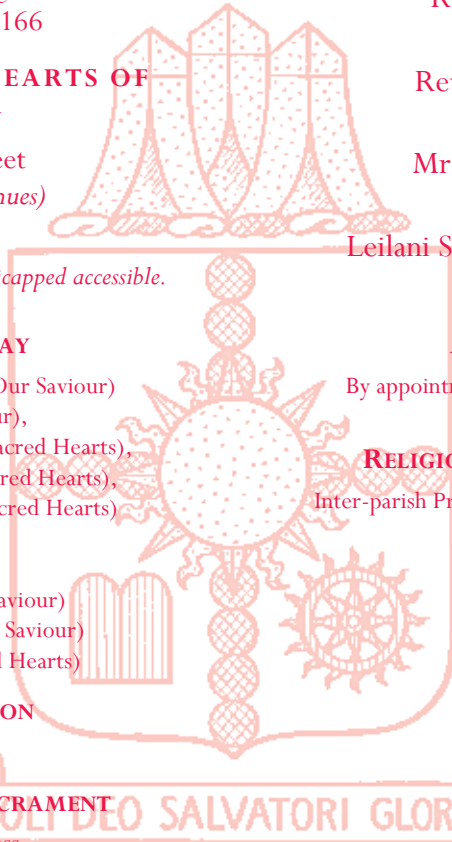 166
EARTS OF
eet
nues)
icapped accessible.
AY
Our Saviour)
ur),
acred Hearts),
red Hearts),
cred Hearts)
aviour)
Saviour)
d Hearts)
ON
CRAMENT
R
Rev
Mr
Leilani S
By appointm
RELIGIO
Inter-parish Pr
OLI DEO SALVATORI GLOR